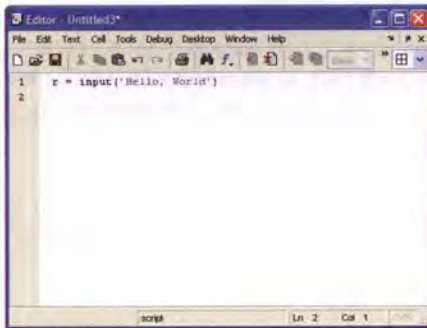 Editor - Untitled3*
File Edit Text Cell Tools Debug Desktop Window Help
1 r = input('Hello, World')
2
script Ln 2 Col 1 OVR